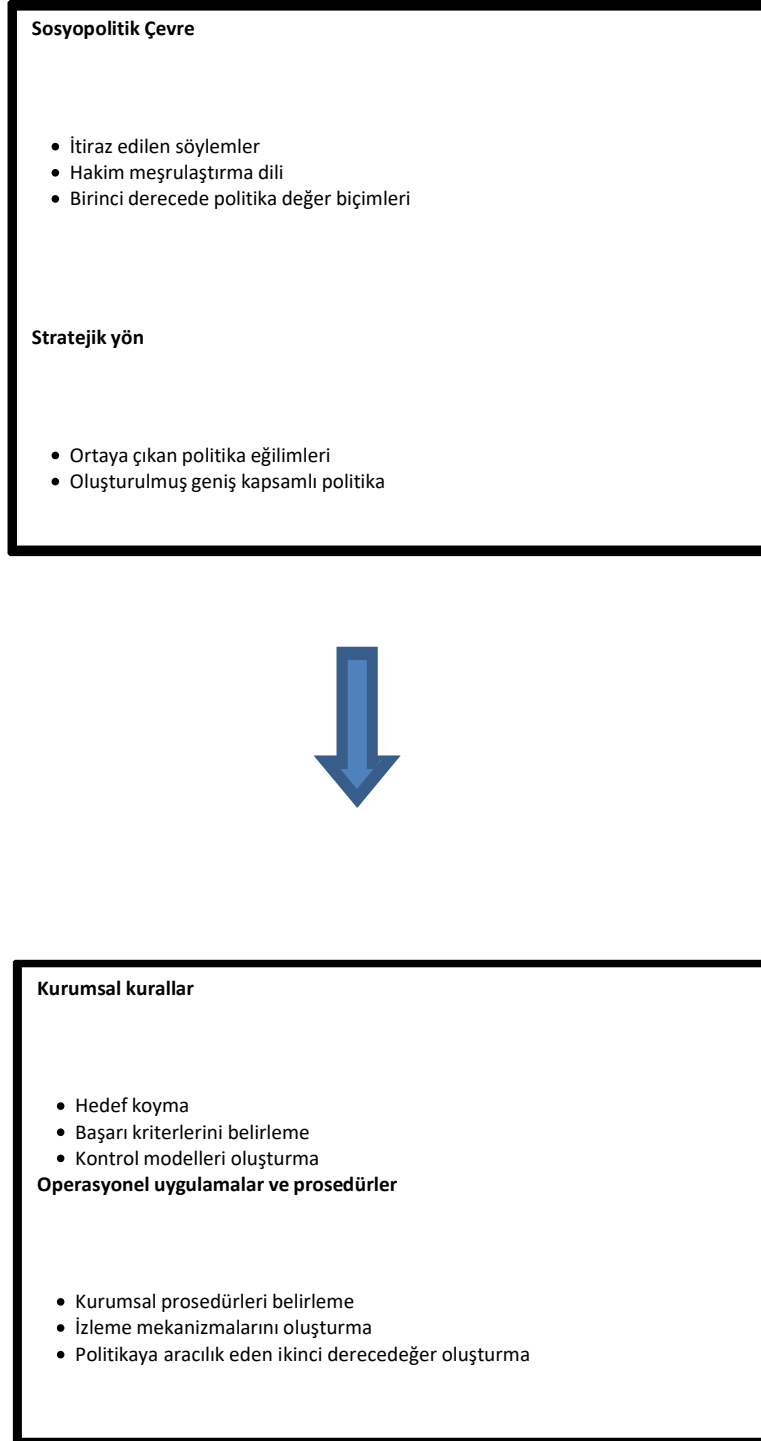 Sosyopolitik Çevre
• İtiraz edilen söylemler
• Hakim meşrulaştırma dili
• Birinci derecede politika değer biçimleri
Stratejik yön
• Ortaya çıkan politika eğilimleri
• Oluşturulmuş geniş kapsamlı politika
Kurumsal kurallar
• Hedef koyma
• Başarı kriterlerini belirleme
• Kontrol modelleri oluşturma
Operasyonel uygulamalar ve prosedürler
• Kurumsal prosedürleri belirleme
• İzleme mekanizmalarını oluşturma
• Politikaya aracılık eden ikinci derecedeğer oluşturma